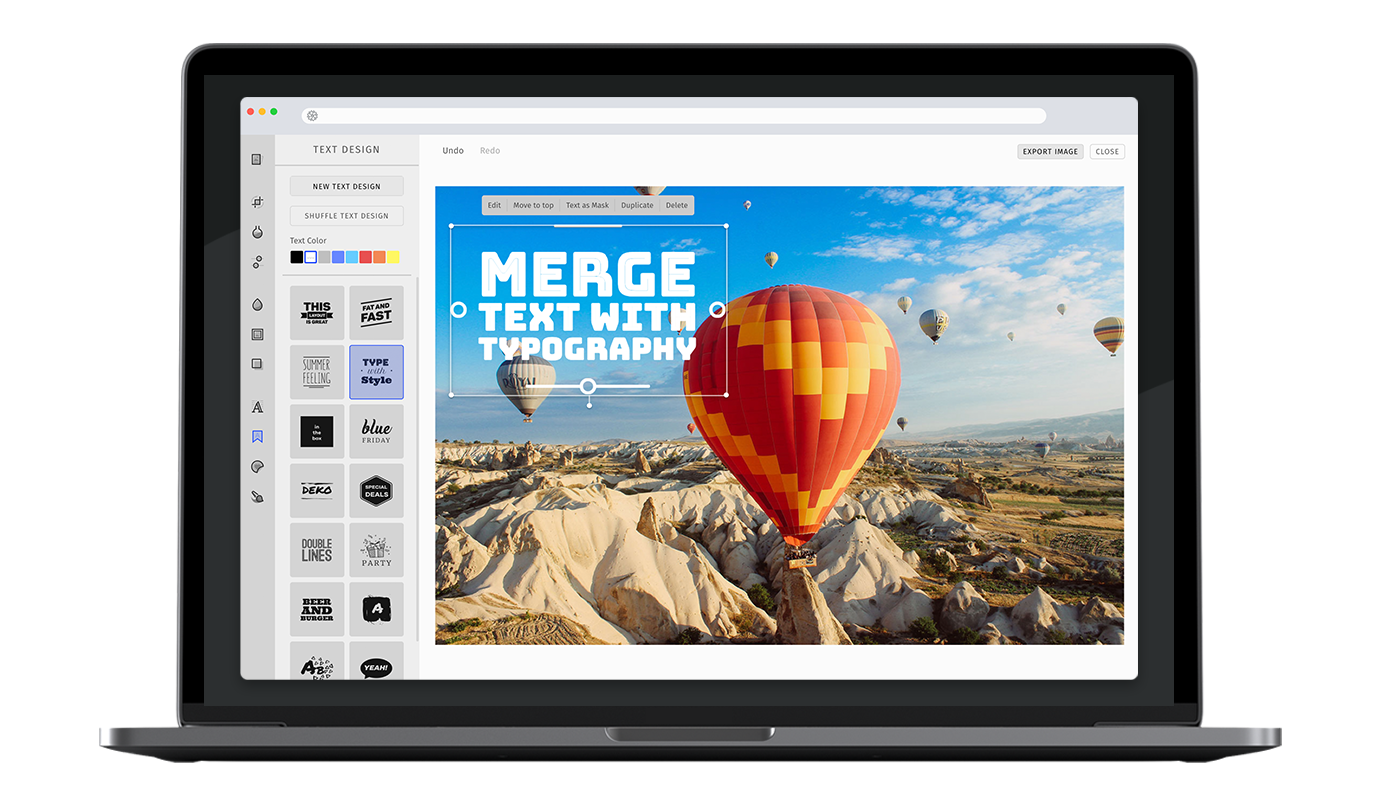 TEXT DESIGN
NEW TEXT DESIGN
SHUFFLE TEXT DESIGN
Text Color
THIS
LAYOUT
IS GREAT
FAT AND
FAST
SUMMER
FEELING
TYPE
with
Style
in
the
box
blue
FRIDAY
DEKO
SPECIAL
DEALS
DOUBLE
LINES
PARTY
BEER
AND
BURGER
A
ABC
YEAH!
Undo Redo
EXPORT IMAGE CLOSE
Edit Move to top Text as Mask Duplicate Delete
MERGE
TEXT WITH
TYPOGRAPHY